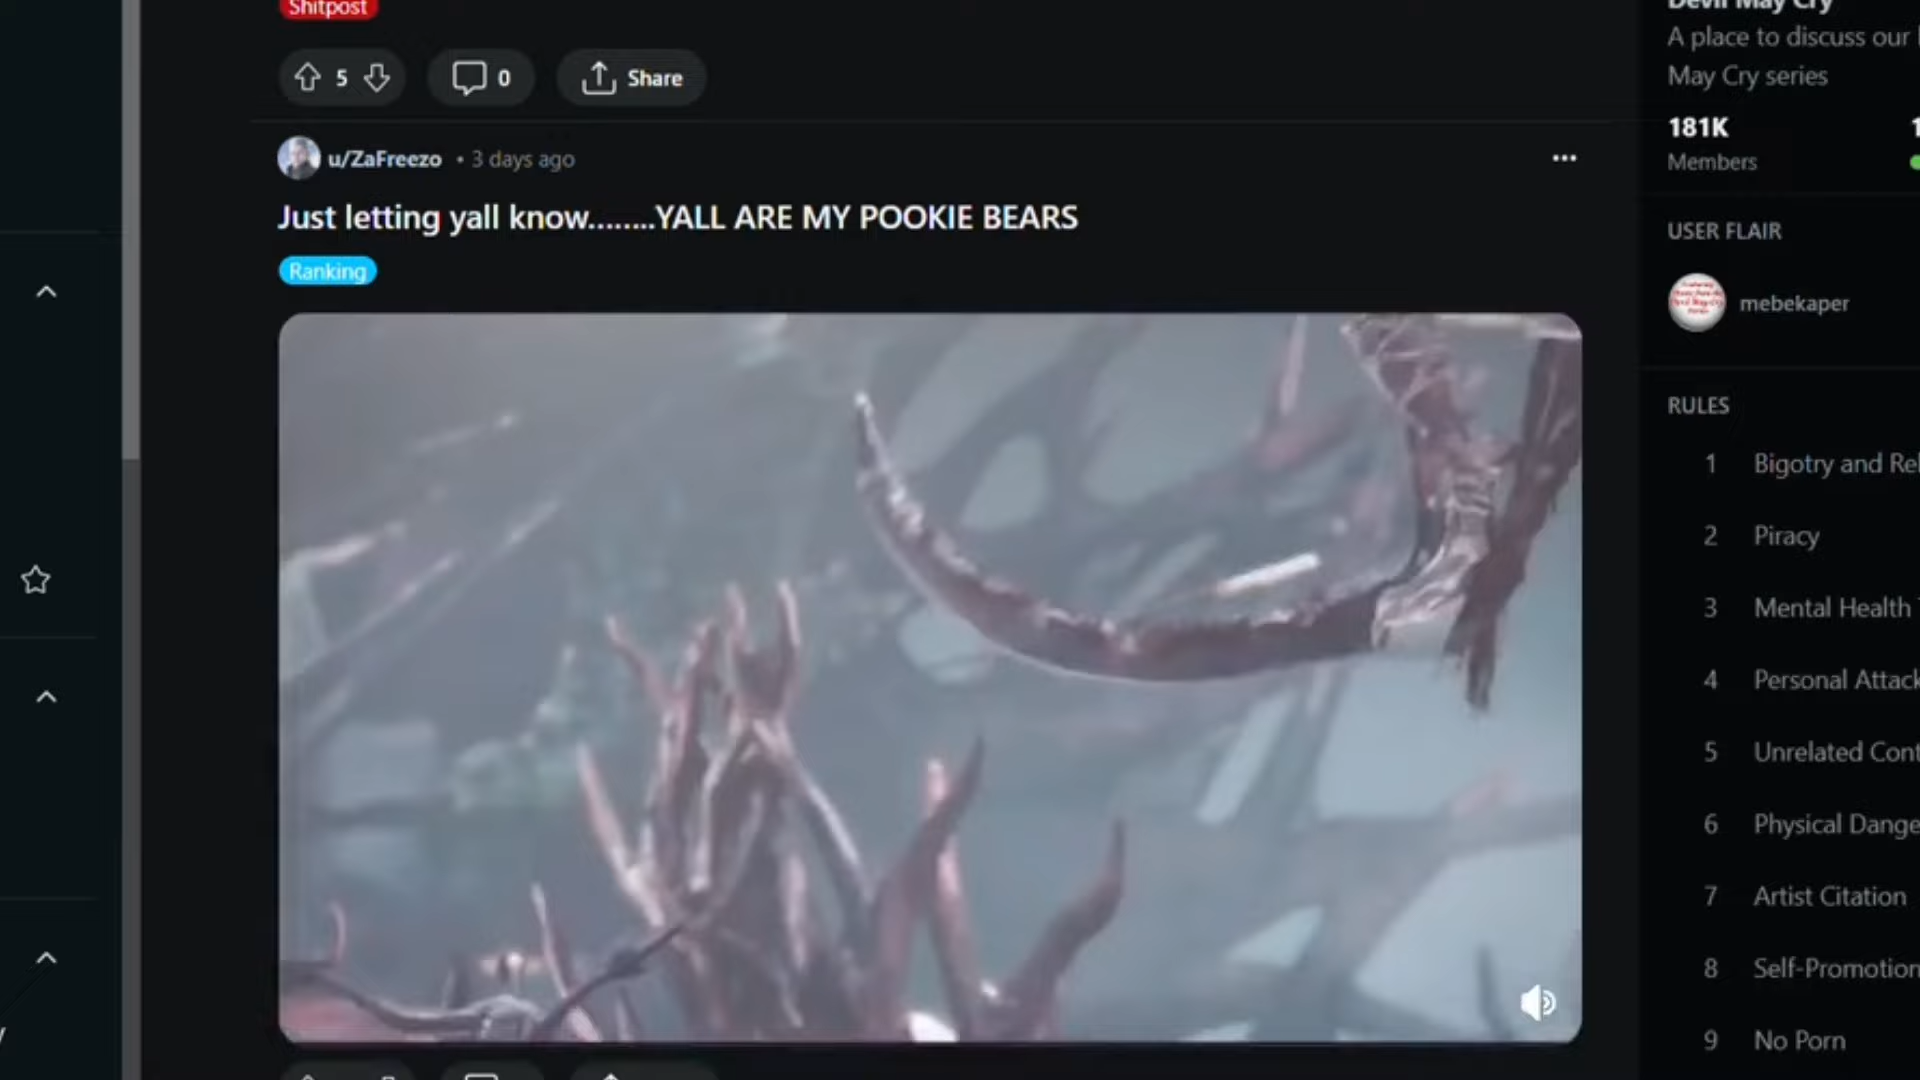 Shitpost
5
0
Share
u/ZaFreezo • 3 days ago
Just letting yall know........YALL ARE MY POOKIE BEARS
Ranking
Devil May Cry
A place to discuss our
May Cry series
181K
Members
USER FLAIR
mebekaper
RULES
1 Bigotry and Rel
2 Piracy
3 Mental Health
4 Personal Attack
5 Unrelated Cont
6 Physical Dange
7 Artist Citation
8 Self-Promotion
9 No Porn